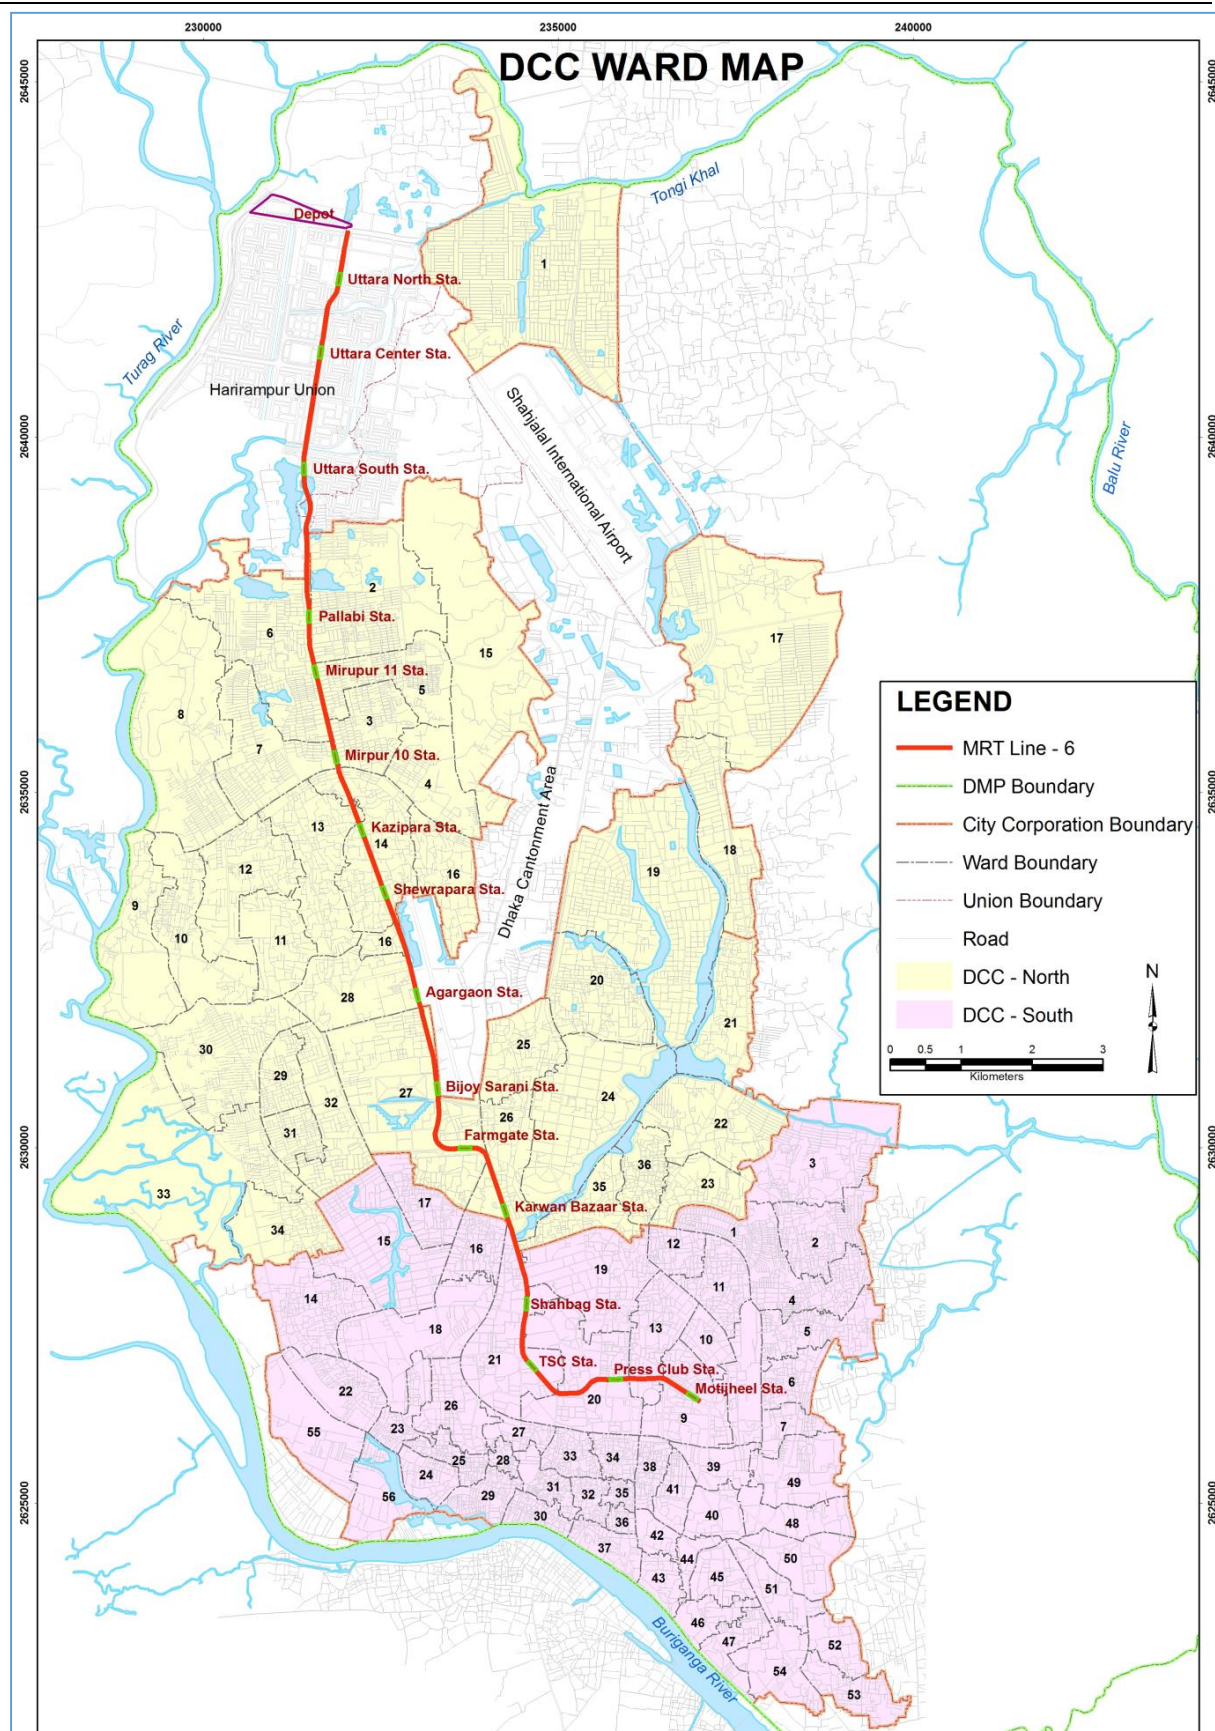 230000
235000
240000
DCC WARD MAP
2645000
2645000
Tongi Khal
Depot
1
Uttara North Sta.
Turag River
Uttara Center Sta.
Harirampur Union
Shahjalal International Airport
2640000
2640000
Balu River
Uttara South Sta.
2
Pallabi Sta.
6
17
15
Mirupur 11 Sta.
5
LEGEND
8
3
7
MRT Line - 6
Mirpur 10 Sta.
4
DMP Boundary
2635000
2635000
13
Kazipara Sta.
City Corporation Boundary
14
18
Dhaka Cantonment Area
12
16
19
Ward Boundary
Shewrapara Sta.
9
Union Boundary
10
11
16
Road
DCC - North
N
20
Agargaon Sta.
28
DCC - South
30
21
25
0 0.5 1 2 3
Kilometers
29
Bijoy Sarani Sta.
27
24
32
26
22
31
Farmgate Sta.
2630000
2630000
36
3
33
35
23
17
Karwan Bazaar Sta.
34
1
15
16
12
2
19
11
14
Shahbag Sta.
4
18
13
10
5
21
TSC Sta.
Press Club Sta.
22
6
Motijheel Sta.
26
20
9
23
27
7
55
25
28
33
34
38
39
24
49
31
32
35
41
56
29
2625000
2625000
30
36
40
48
42
37
44
50
43
45
51
46
47
52
Buriganga River
54
53